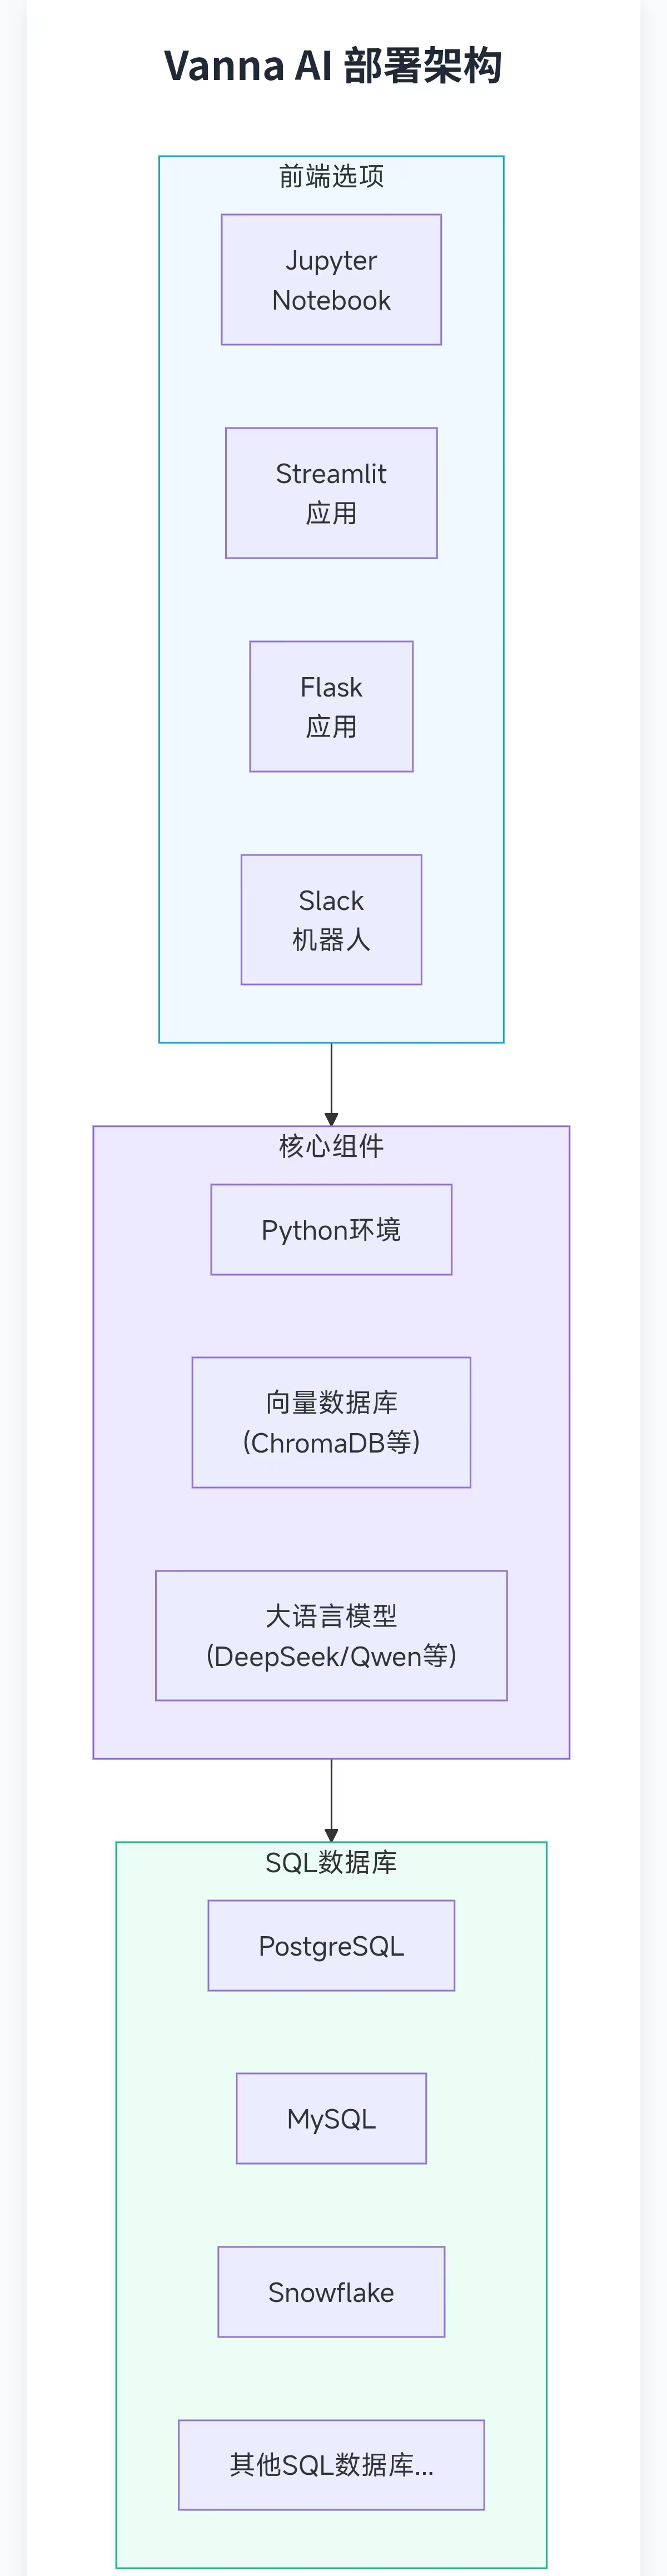 Vanna AI 部署架构
前端选项
Jupyter
Notebook
Streamlit
应用
Flask
应用
Slack
机器人
核心组件
Python环境
向量数据库
(ChromaDB等)
大语言模型
(DeepSeek/Qwen等)
SQL数据库
PostgreSQL
MySQL
Snowflake
其他SQL数据库...